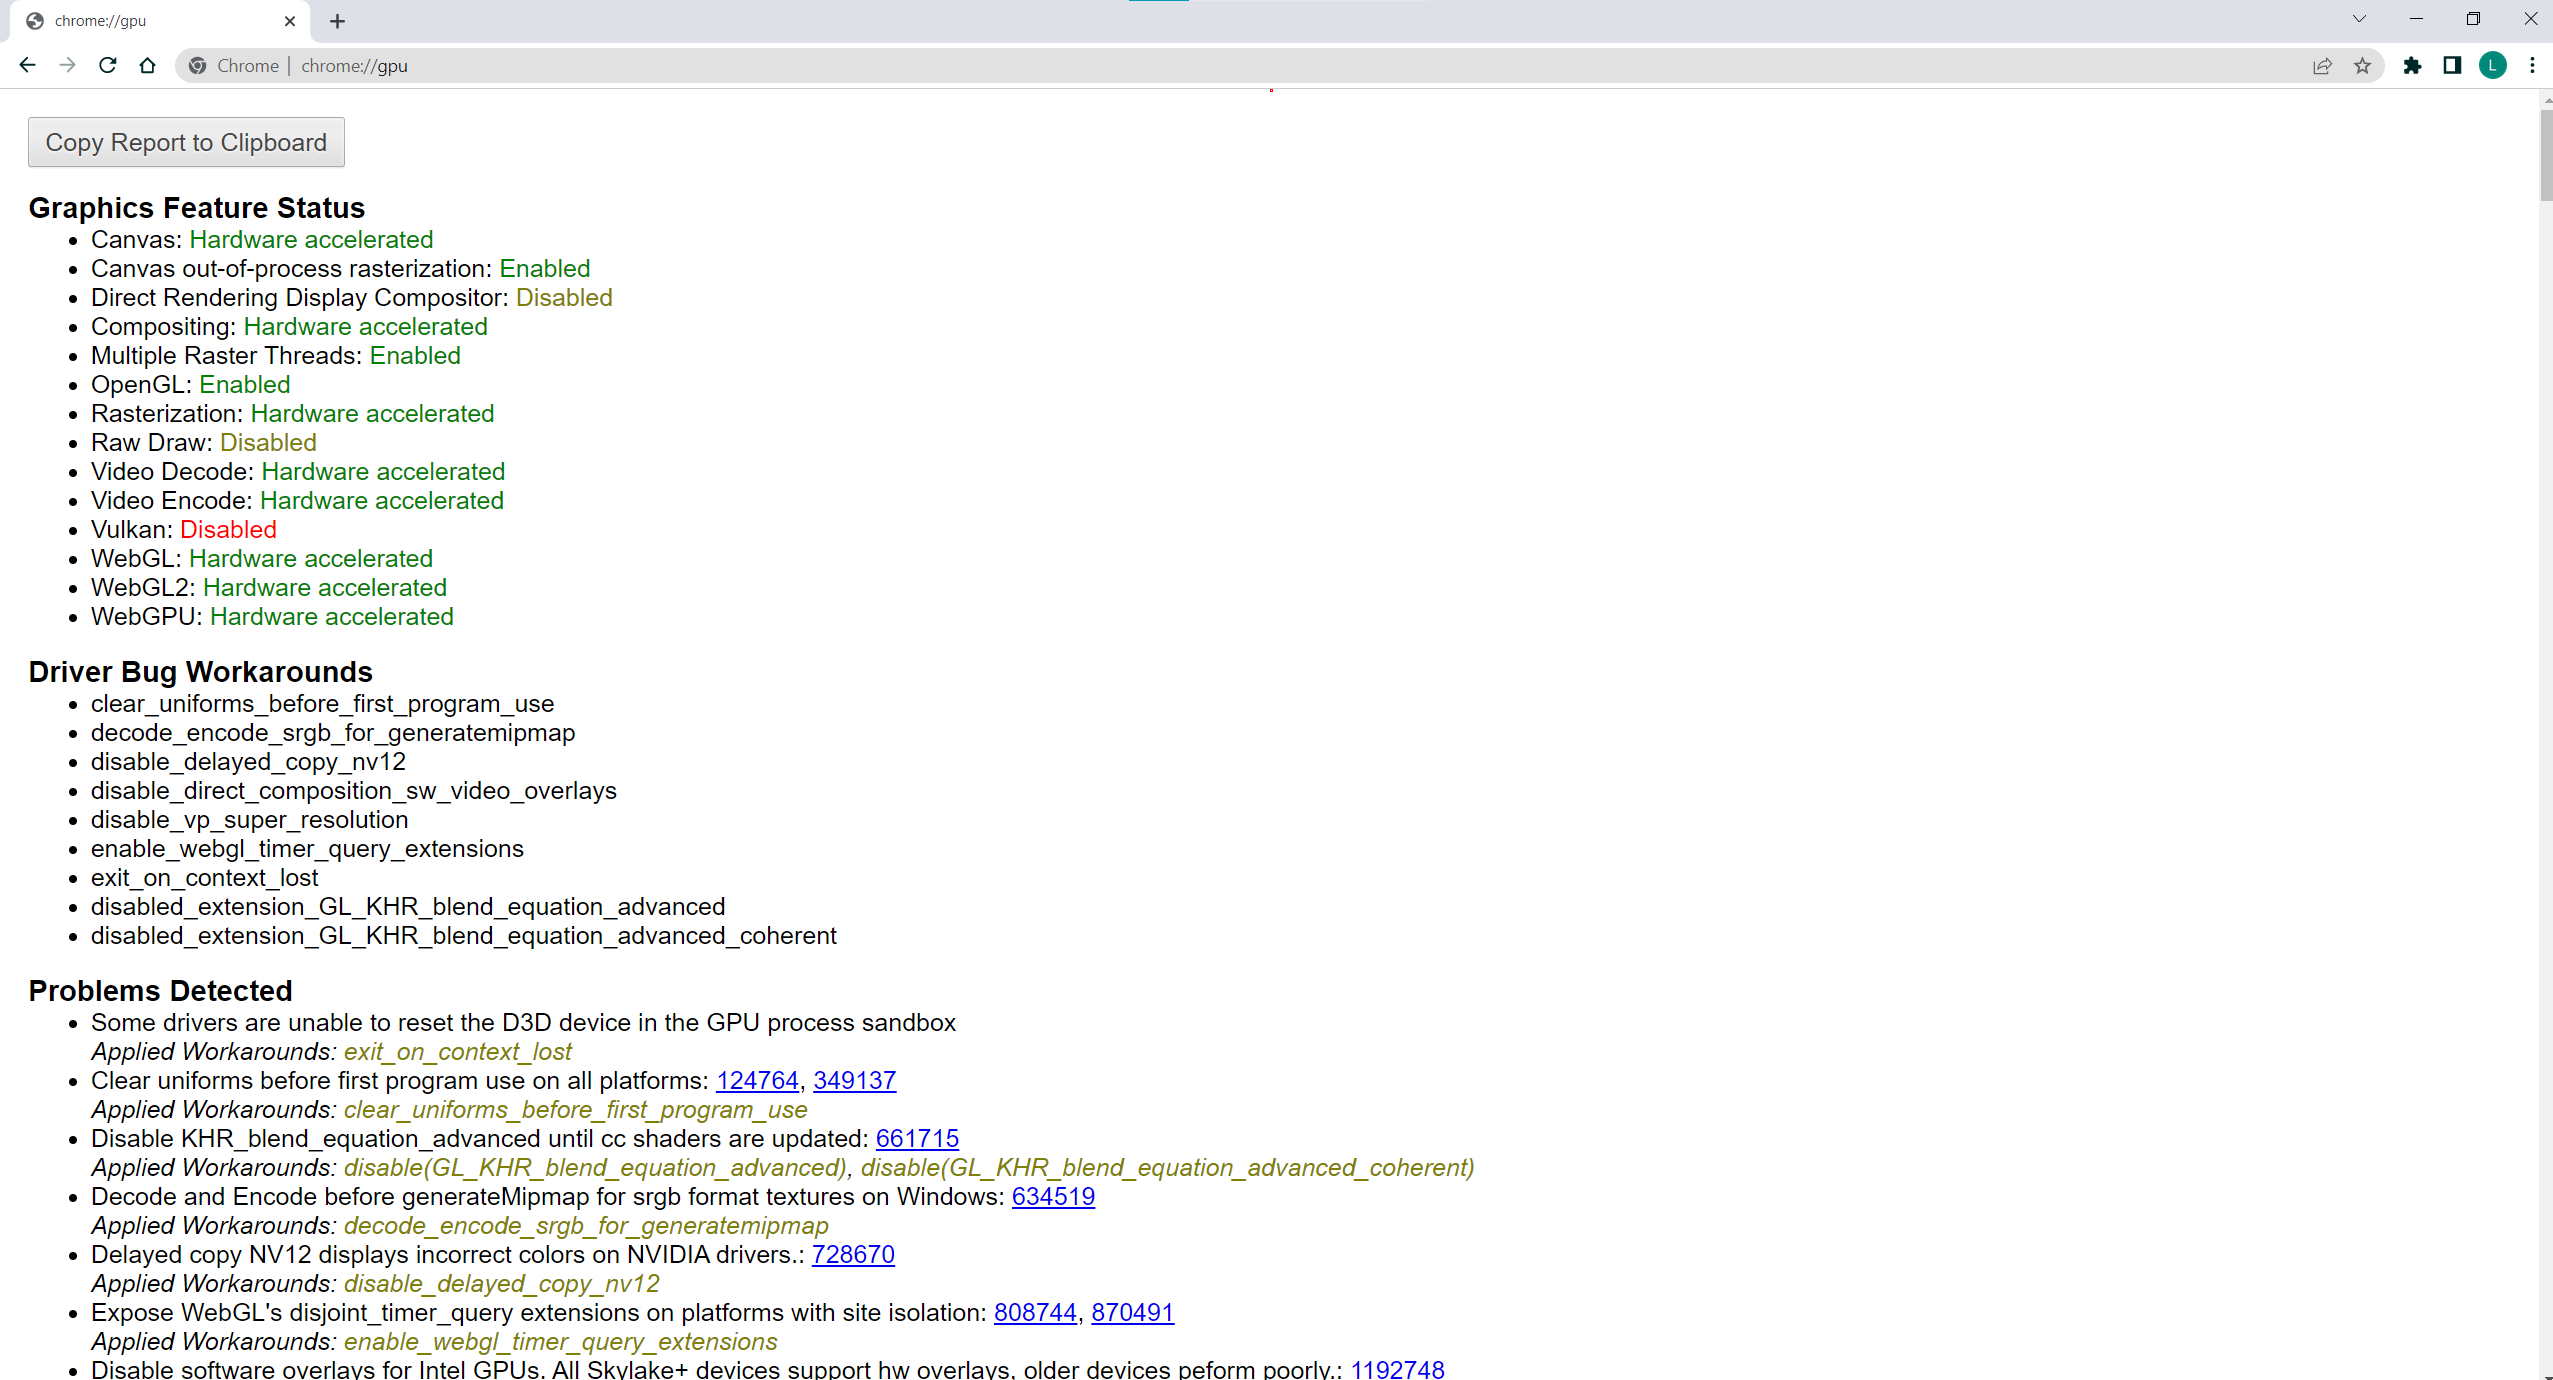 chrome://gpu
Chrome | chrome://gpu
L
Copy Report to Clipboard
Graphics Feature Status
Canvas: Hardware accelerated
Canvas out-of-process rasterization: Enabled
Direct Rendering Display Compositor: Disabled
Compositing: Hardware accelerated
Multiple Raster Threads: Enabled
OpenGL: Enabled
Rasterization: Hardware accelerated
Raw Draw: Disabled
Video Decode: Hardware accelerated
Video Encode: Hardware accelerated
Vulkan: Disabled
WebGL: Hardware accelerated
WebGL2: Hardware accelerated
WebGPU: Hardware accelerated
Driver Bug Workarounds
clear_uniforms_before_first_program_use
decode_encode_srgb_for_generatemipmap
disable_delayed_copy_nv12
disable_direct_composition_sw_video_overlays
disable_vp_super_resolution
enable_webgl_timer_query_extensions
exit_on_context_lost
disabled_extension_GL_KHR_blend_equation_advanced
disabled_extension_GL_KHR_blend_equation_advanced_coherent
Problems Detected
Some drivers are unable to reset the D3D device in the GPU process sandbox
Applied Workarounds: exit_on_context_lost
Clear uniforms before first program use on all platforms: 124764, 349137
Applied Workarounds: clear_uniforms_before_first_program_use
Disable KHR_blend_equation_advanced until cc shaders are updated: 661715
Applied Workarounds: disable(GL_KHR_blend_equation_advanced), disable(GL_KHR_blend_equation_advanced_coherent)
Decode and Encode before generateMipmap for srgb format textures on Windows: 634519
Applied Workarounds: decode_encode_srgb_for_generatemipmap
Delayed copy NV12 displays incorrect colors on NVIDIA drivers.: 728670
Applied Workarounds: disable_delayed_copy_nv12
Expose WebGL's disjoint_timer_query extensions on platforms with site isolation: 808744, 870491
Applied Workarounds: enable_webgl_timer_query_extensions
Disable software overlays for Intel GPUs. All Skylake+ devices support hw overlays, older devices peform poorly.: 1192748